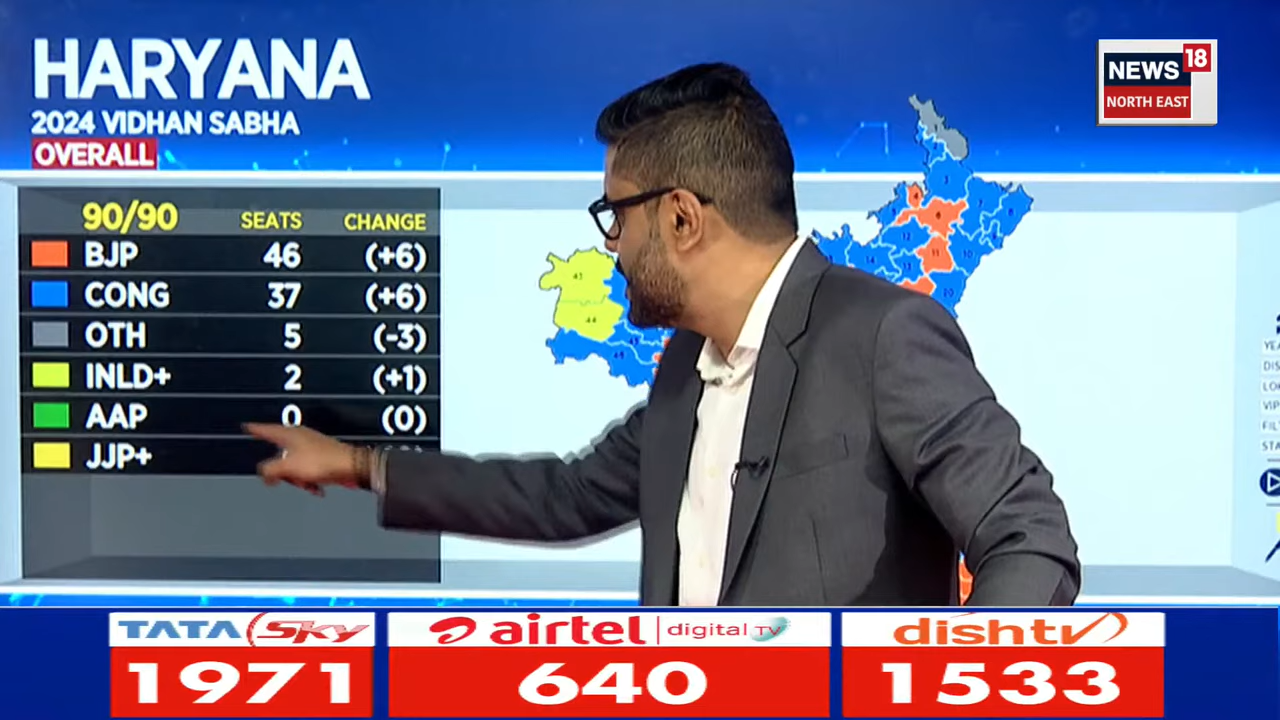 HARYANA
2024 VIDHAN SABHA
OVERALL
NEWS 18
NORTH EAST
90/90 SEATS CHANGE
BJP 46 (+6)
CONG 37 (+6)
OTH 5 (-3)
INLD+ 2 (+1)
AAP 0 (0)
JJP+
43
44
TATA Sky
airtel digital TV
dishtv
1971
640
1533